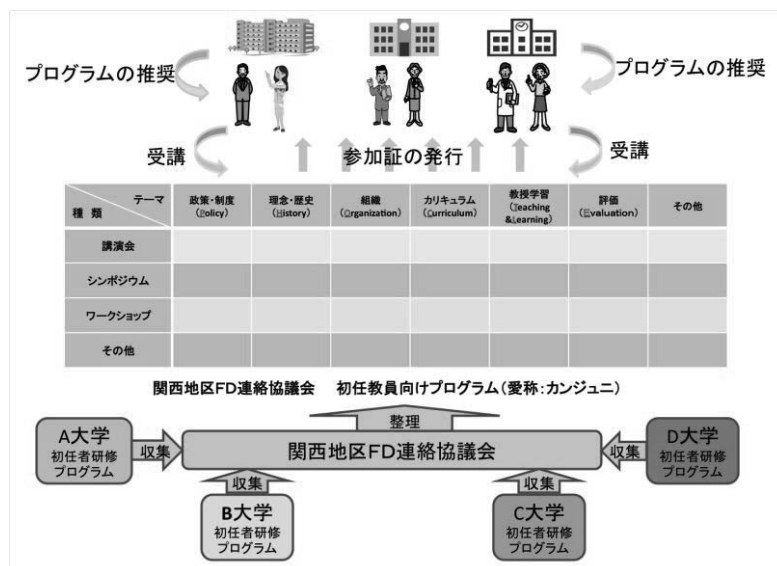 プログラムの推奨
プログラムの推奨
受講
参加証の発行
受講
テーマ
種 類
政策・制度
(Policy)
理念・歴史
(History)
組織
(Organization)
カリキュラム
(Curriculum)
教授学習
(Teaching
&Learning)
評価
(Evaluation)
その他
講演会
シンポジウム
ワークショップ
その他
関西地区FD連絡協議会 初任教員向けプログラム(愛称:カンジュニ)
整理
関西地区FD連絡協議会
A大学
初任者研修
プログラム
収集
収集
D大学
初任者研修
プログラム
収集
収集
B大学
初任者研修
プログラム
C大学
初任者研修
プログラム